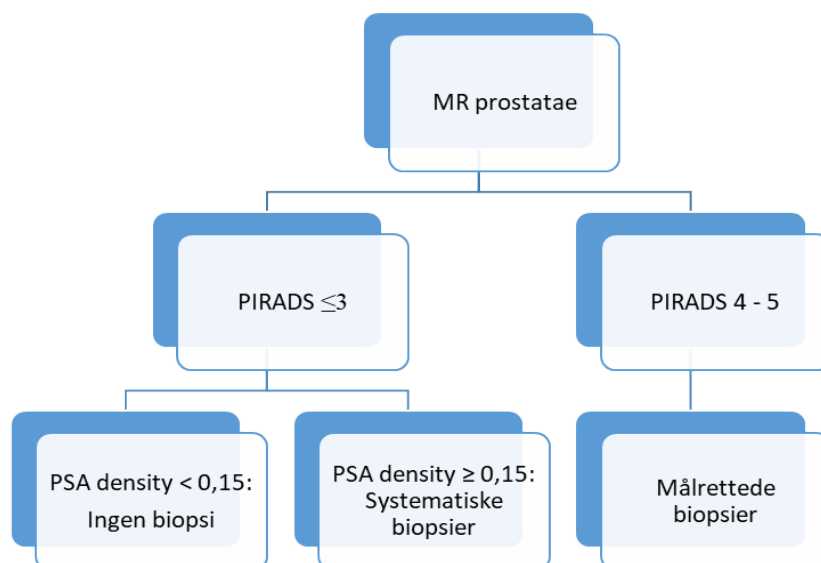 MR prostatae
PIRADS ≤3
PIRADS 4 - 5
PSA density < 0,15:
Ingen biopsi
PSA density ≥ 0,15:
Systematiske
biopsier
Målrettede
biopsier